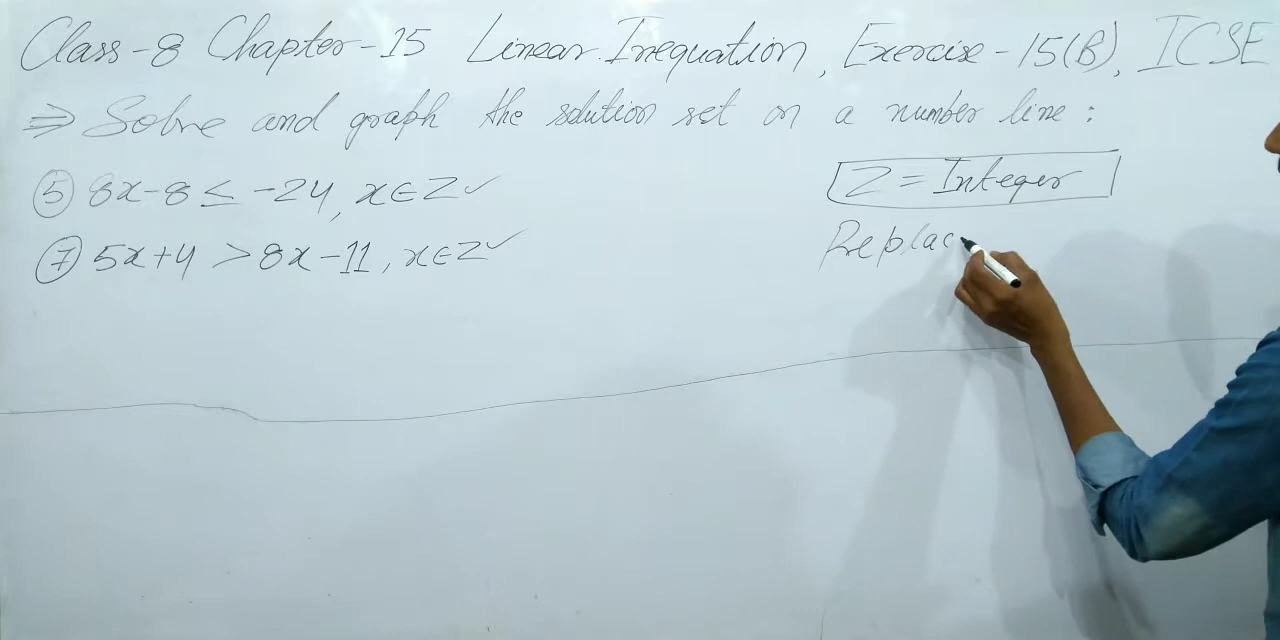 Class-8 Chapter-15 Linear Inequation, Exercise-15(B), ICSE
⇒ Solve and graph the solution set on a number line :
⑤ 8x-8 ≤ -24, x∈Z✓
⑦ 5x+4 > 8x-11, x∈Z✓
Z = Integer
Replac